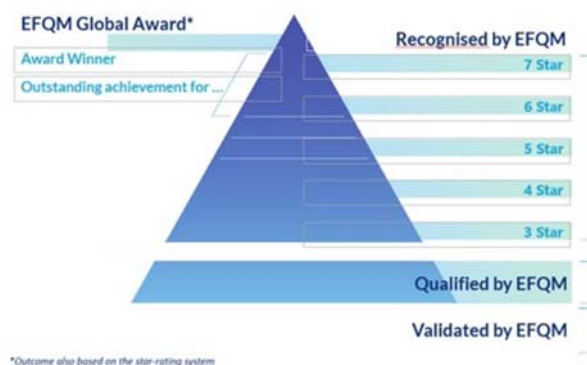 EFQM Global Award*
Award Winner
Outstanding achievement for ...
Recognised by EFQM
7 Star
6 Star
5 Star
4 Star
3 Star
Qualified by EFQM
Validated by EFQM
*Outcome also based on the star-rating system